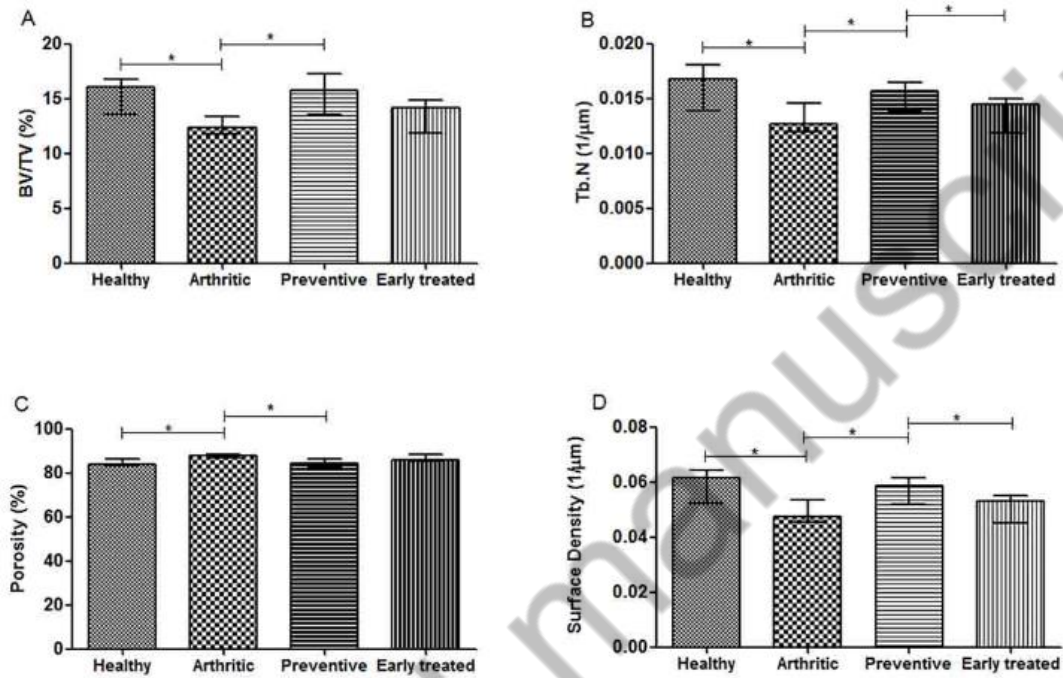 A
* *
20
15
10
5
0
BV/TV (%)
Healthy Arthritic Preventive Early treated
B
* * *
0.020
0.015
0.010
0.005
0.000
Tb.N (1/μm)
Healthy Arthritic Preventive Early treated
C
* *
100
80
60
40
20
0
Porosity (%)
Healthy Arthritic Preventive Early treated
D
* * *
0.08
0.06
0.04
0.02
0.00
Surface Density (1/μm)
Healthy Arthritic Preventive Early treated
manuscri